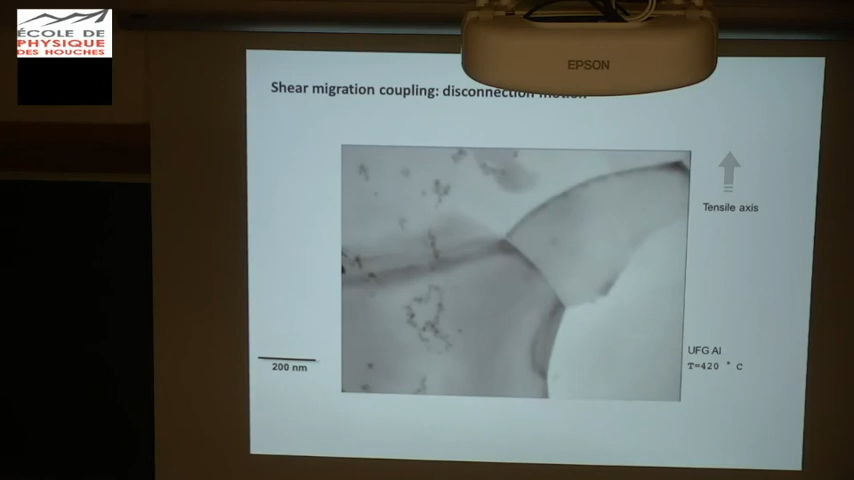 ÉCOLE DE
PHYSIQUE
DES HOUCHES
EPSON
Shear migration coupling: disconnection motion
Tensile axis
UFG Al
T=420 ° C
200 nm